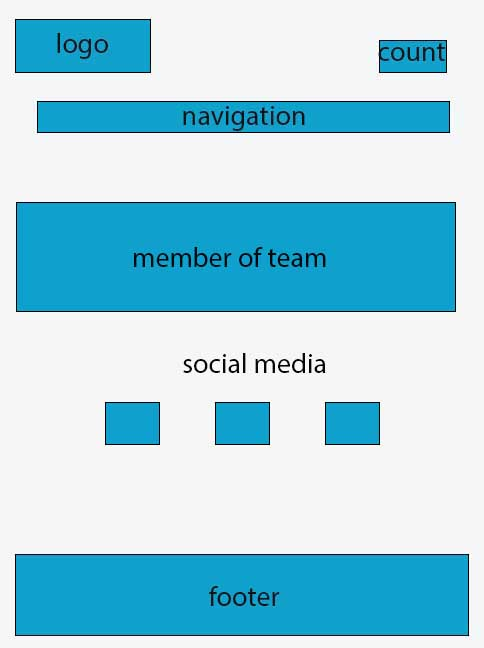 logo
count
navigation
member of team
social media
footer